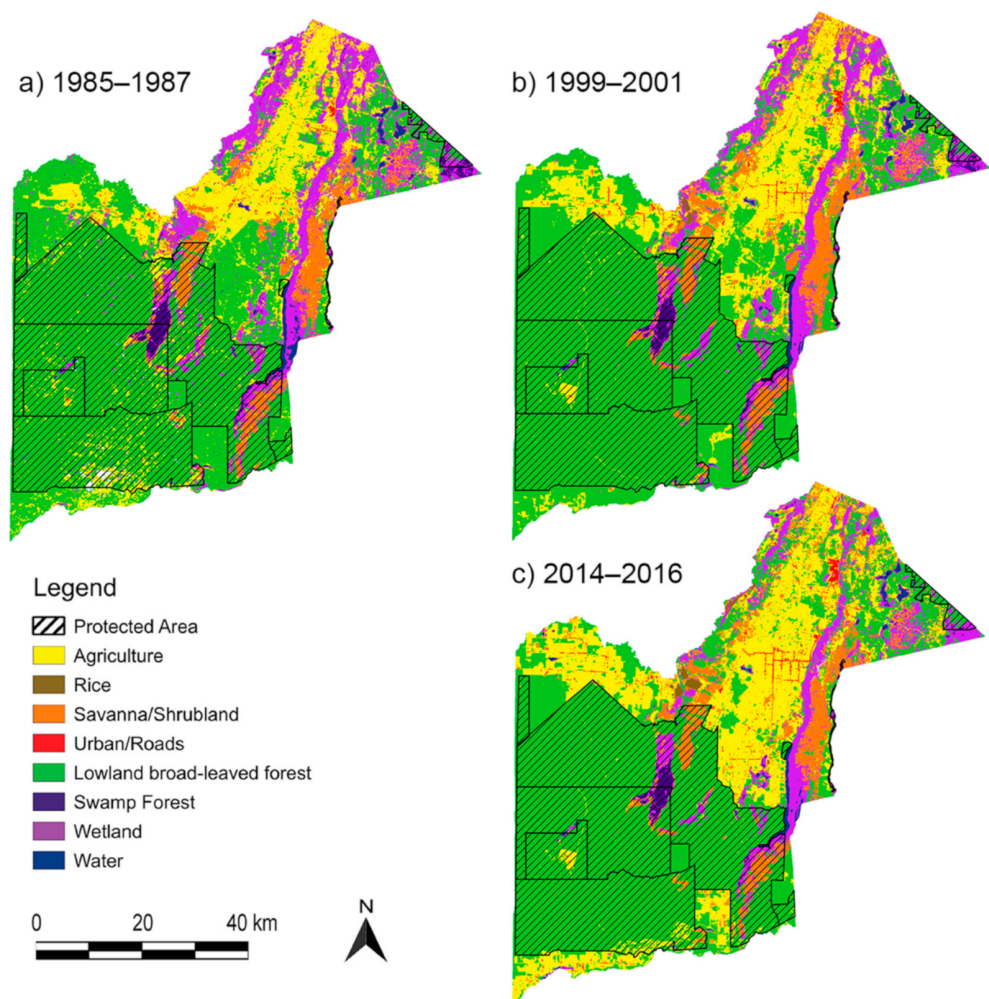 a) 1985–1987
b) 1999–2001
c) 2014–2016
Legend
Protected Area
Agriculture
Rice
Savanna/Shrubland
Urban/Roads
Lowland broad-leaved forest
Swamp Forest
Wetland
Water
0 20 40 km
N